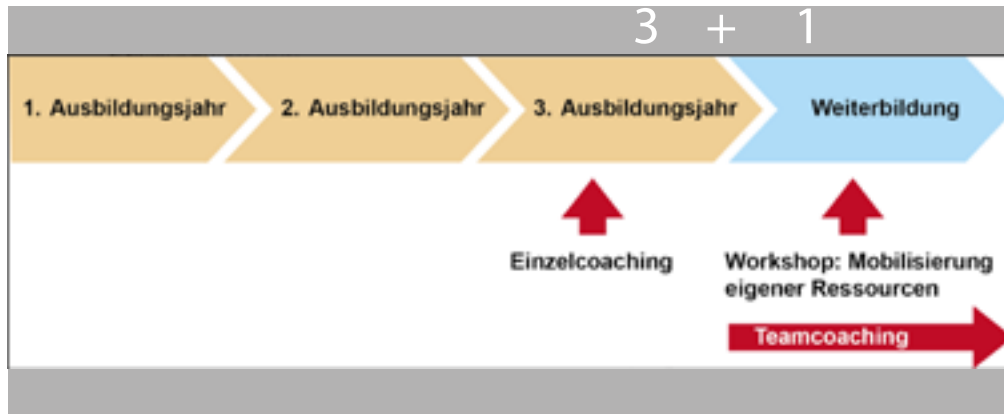 3 + 1
1. Ausbildungsjahr
2. Ausbildungsjahr
3. Ausbildungsjahr
Weiterbildung
Einzelcoaching
Workshop: Mobilisierung
eigener Ressourcen
Teamcoaching